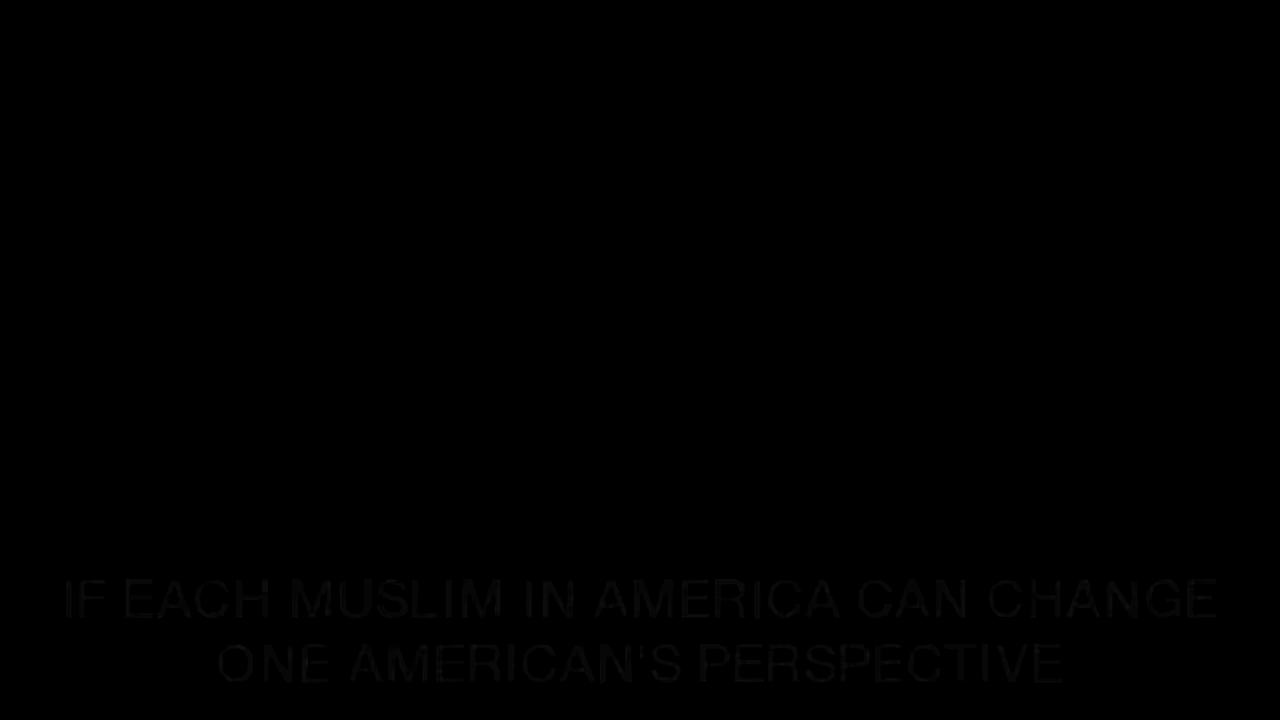 IF EACH MUSLIM IN AMERICA CAN CHANGE
ONE AMERICAN'S PERSPECTIVE